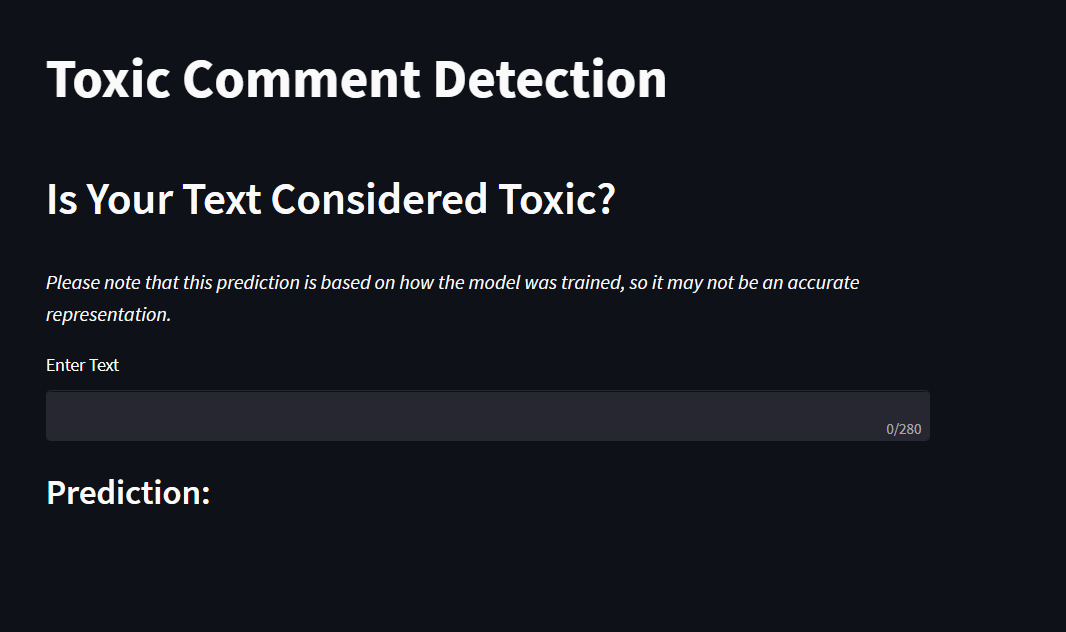 Toxic Comment Detection
Is Your Text Considered Toxic?
Please note that this prediction is based on how the model was trained, so it may not be an accurate
representation.
Enter Text
0/280
Prediction: